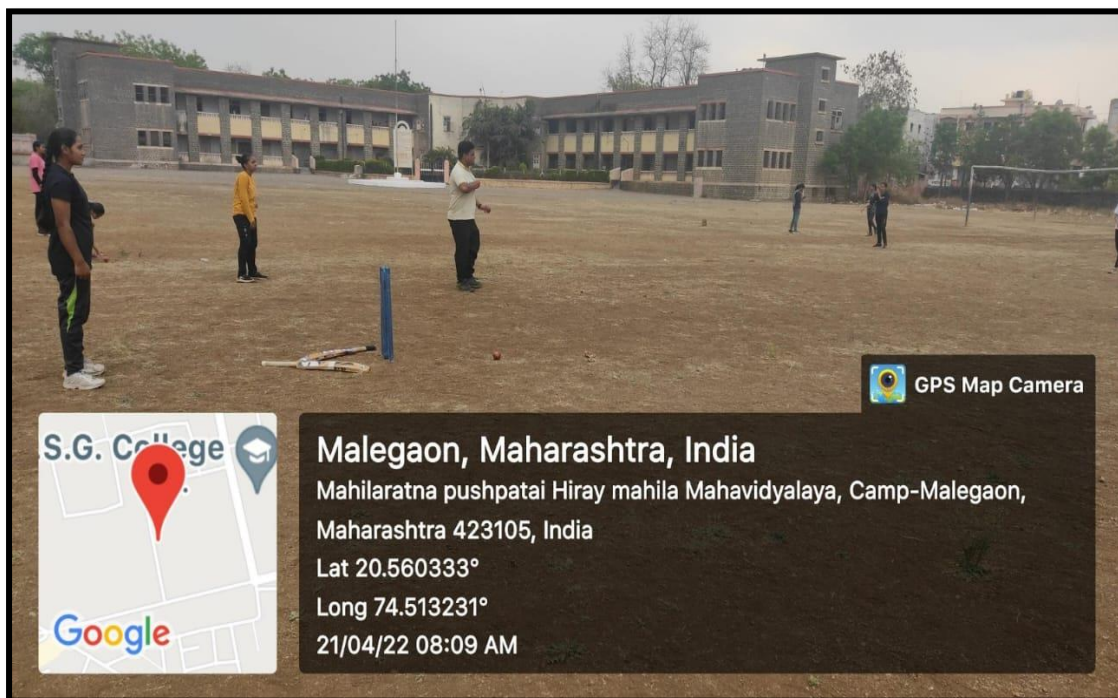 GPS Map Camera
S.G. College
Google
Malegaon, Maharashtra, India
Mahilaratna pushpatai Hiray mahila Mahavidyalaya, Camp-Malegaon,
Maharashtra 423105, India
Lat 20.560333°
Long 74.513231°
21/04/22 08:09 AM